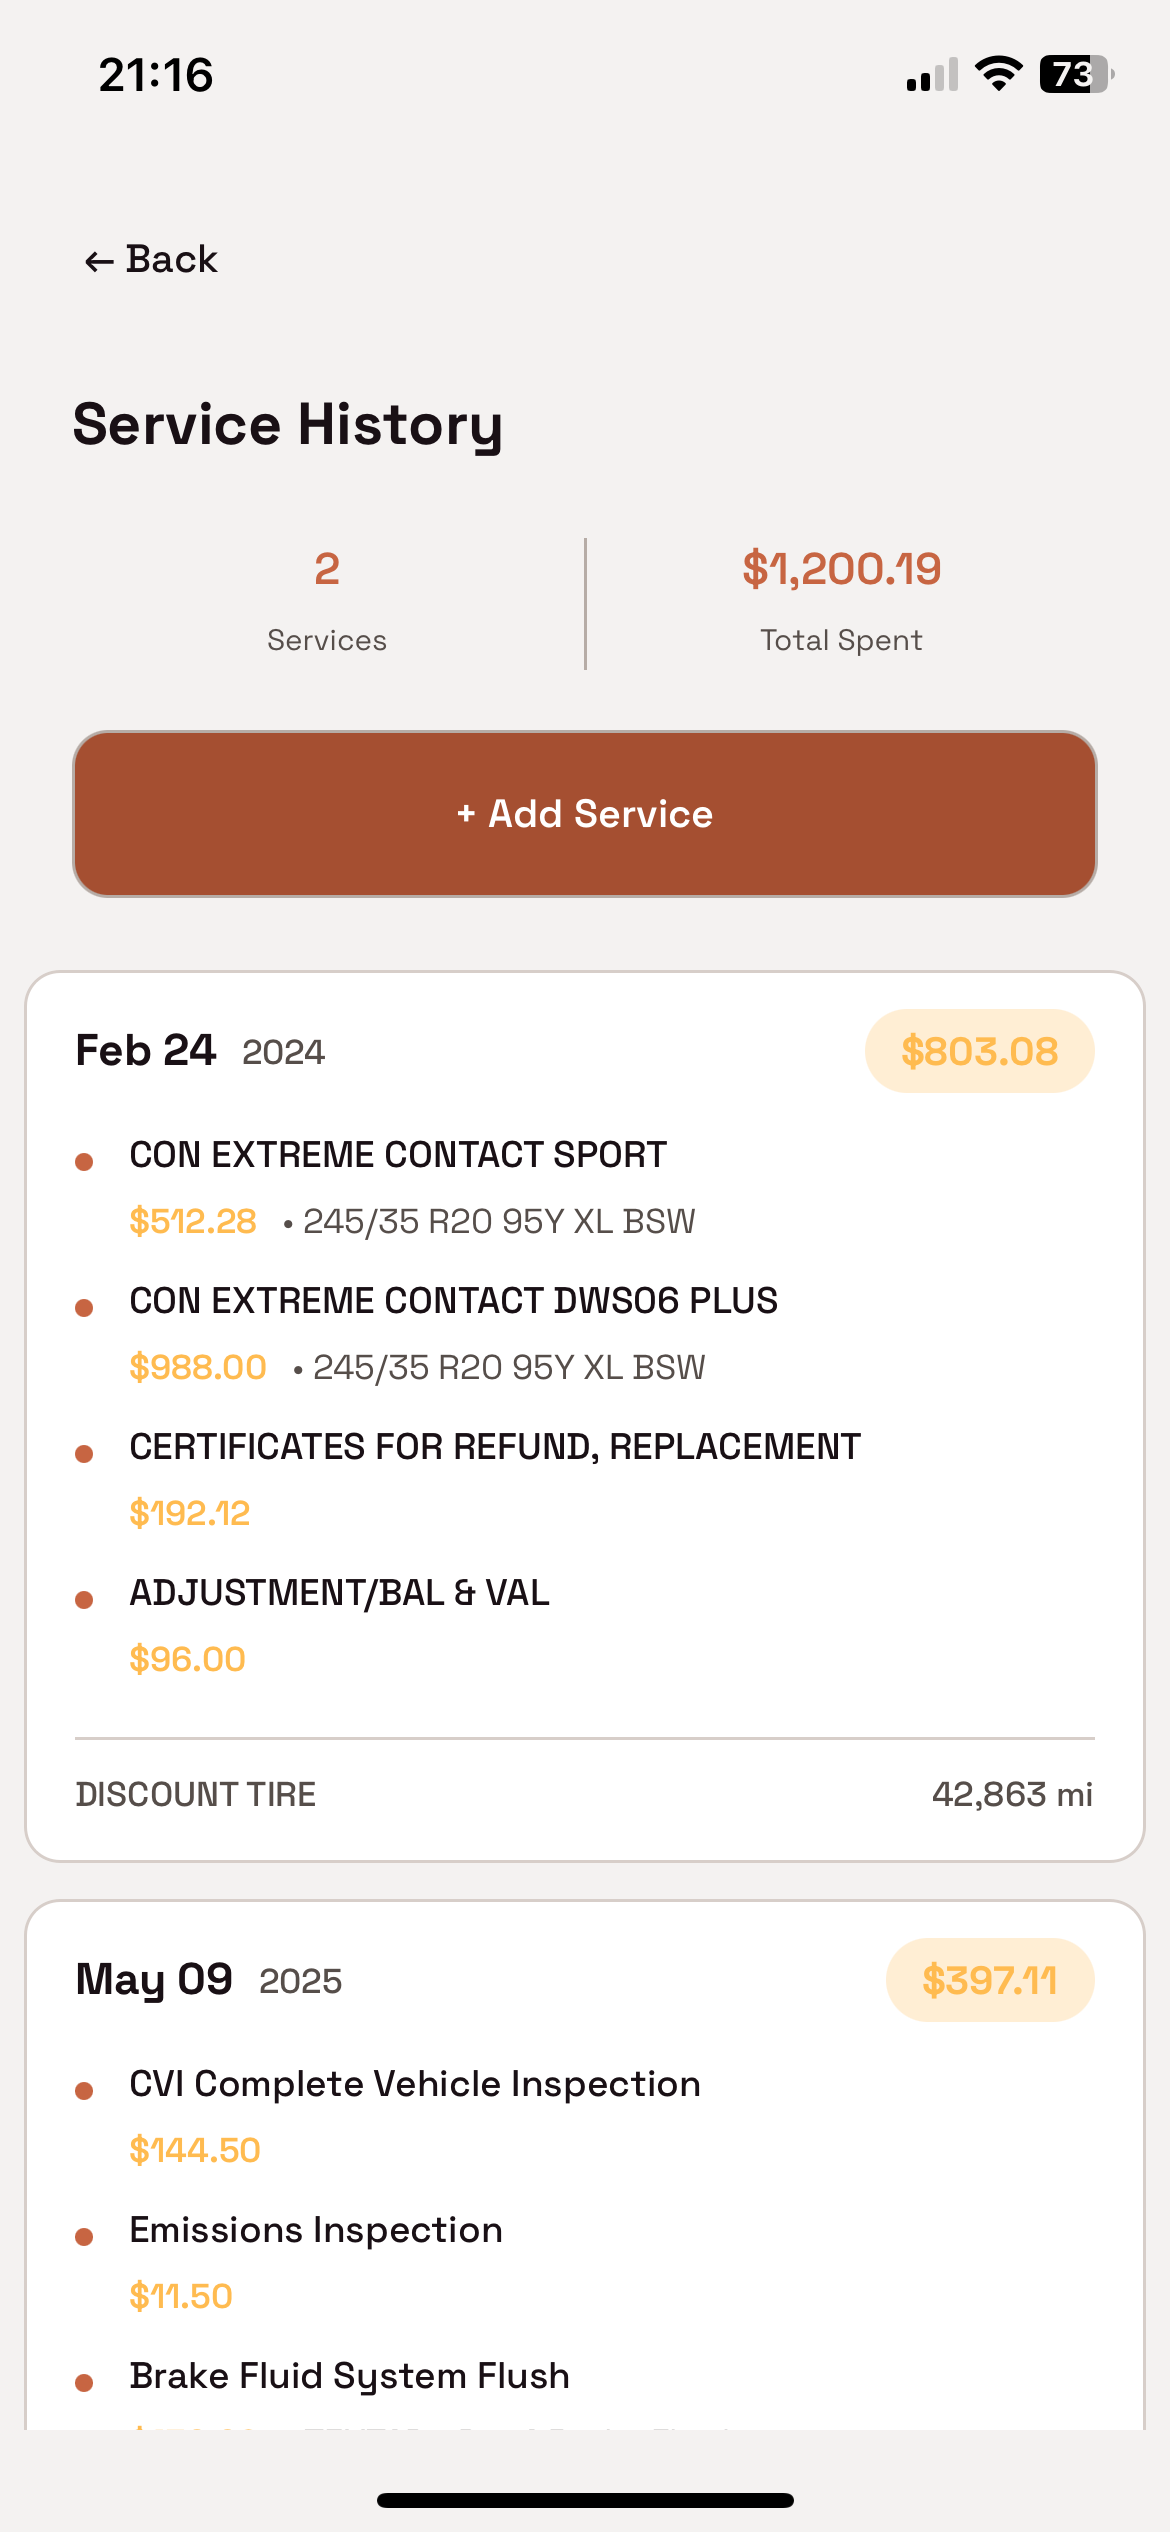 21:16
73
← Back
Service History
2
Services
$1,200.19
Total Spent
+ Add Service
Feb 24 2024 $803.08
CON EXTREME CONTACT SPORT
$512.28 • 245/35 R20 95Y XL BSW
CON EXTREME CONTACT DWS06 PLUS
$988.00 • 245/35 R20 95Y XL BSW
CERTIFICATES FOR REFUND, REPLACEMENT
$192.12
ADJUSTMENT/BAL & VAL
$96.00
DISCOUNT TIRE 42,863 mi
May 09 2025 $397.11
CVI Complete Vehicle Inspection
$144.50
Emissions Inspection
$11.50
Brake Fluid System Flush